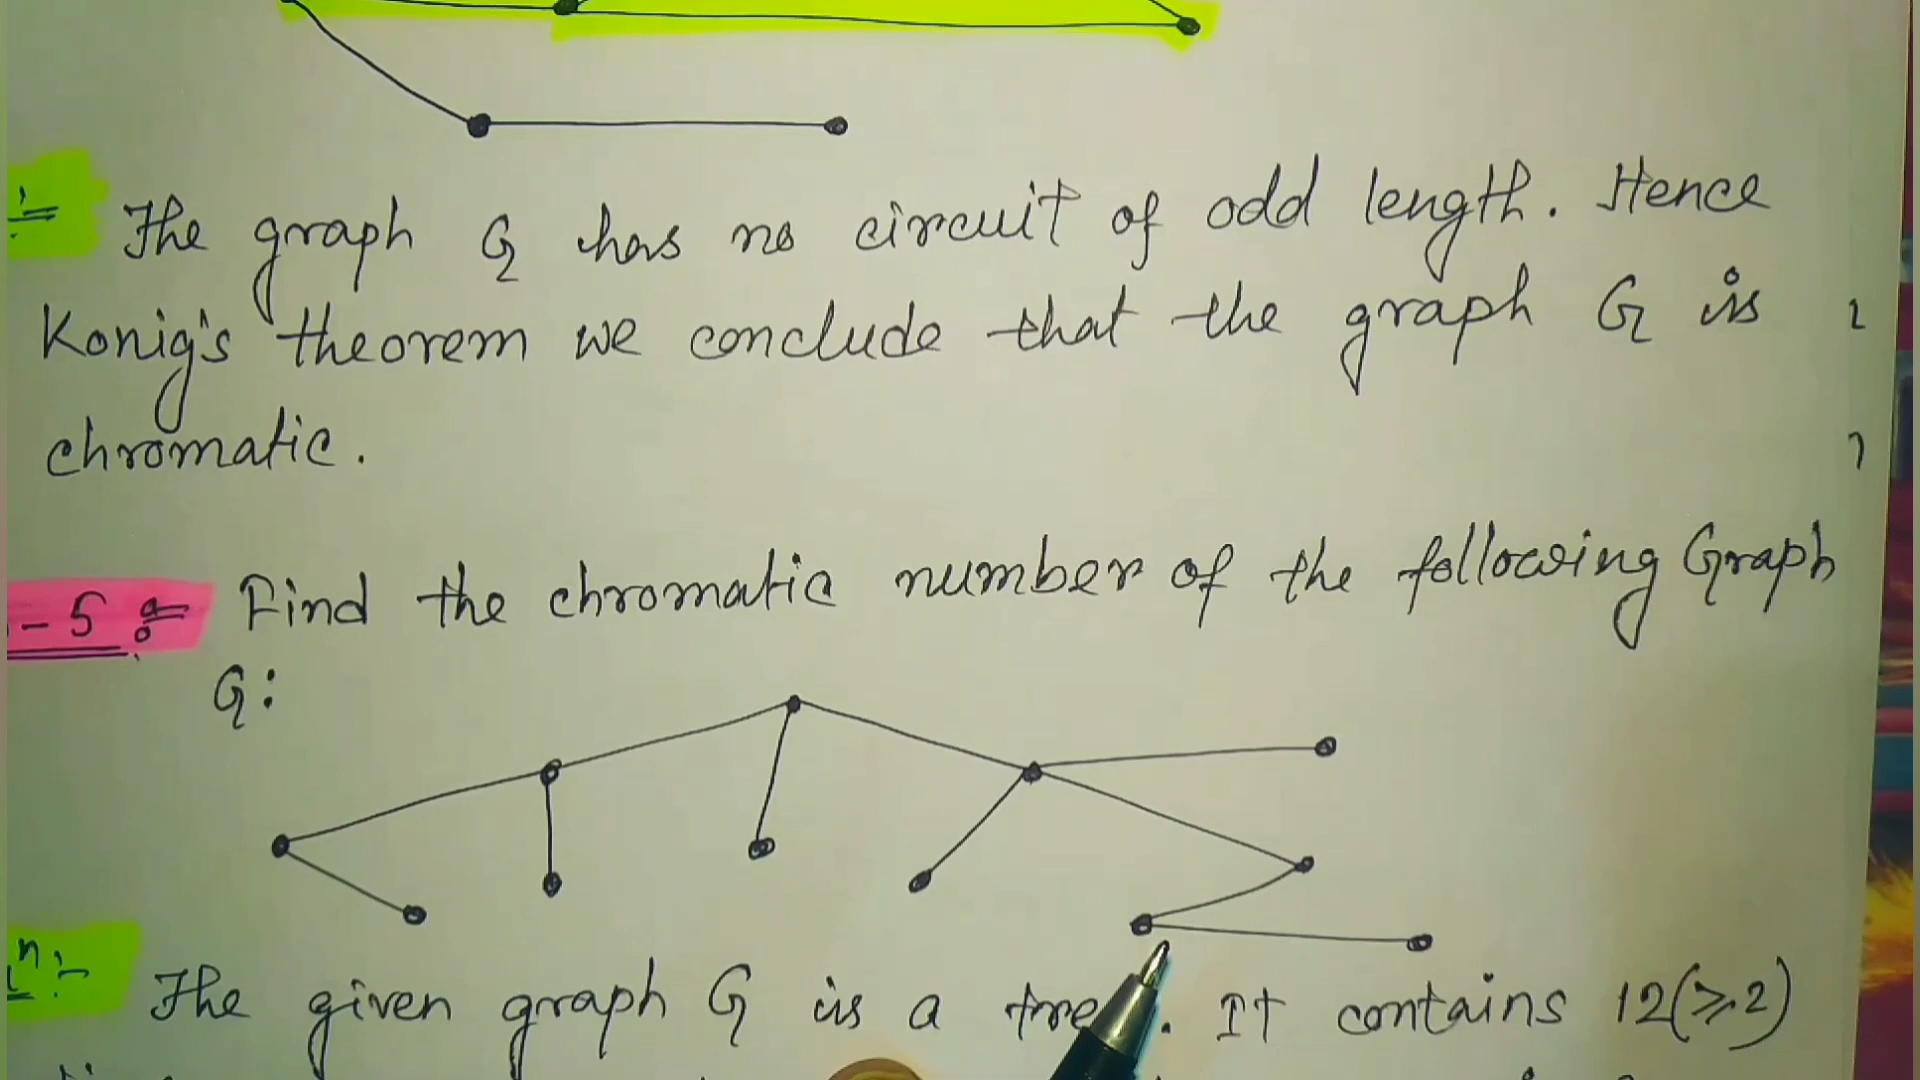 The graph G has no circuit of odd length. Hence
Konig's theorem we conclude that the graph G is 2
chromatic.
- 5 :- Find the chromatic number of the following Graph
G:
n :- The given graph G is a tree. It contains 12(≥2)